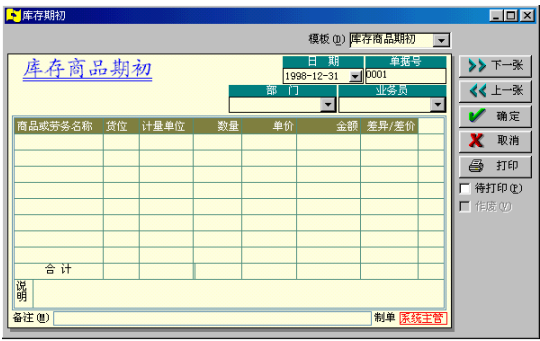 库存期初
模板(D) 库存商品期初
库存商品期初
日 期 单据号
1998-12-31 0001
部 门 业务员
商品或劳务名称 货位 计量单位 数量 单价 金额 差异/差价
合 计
说明
备注(M) 制单 系统主管
下一张
上一张
确定
取消
打印
待打印(P)
作废(V)